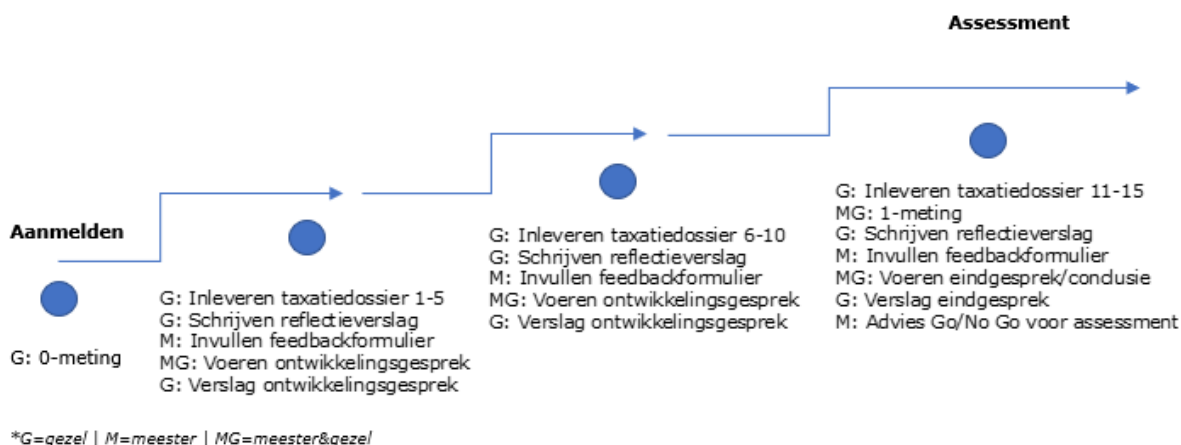 Assessment
Aanmelden
G: 0-meting
G: Inleveren taxatiedossier 1-5
G: Schrijven reflectieverslag
M: Invullen feedbackformulier
MG: Voeren ontwikkelingsgesprek
G: Verslag ontwikkelingsgesprek
G: Inleveren taxatiedossier 6-10
G: Schrijven reflectieverslag
M: Invullen feedbackformulier
MG: Voeren ontwikkelingsgesprek
G: Verslag ontwikkelingsgesprek
G: Inleveren taxatiedossier 11-15
MG: 1-meting
G: Schrijven reflectieverslag
M: Invullen feedbackformulier
MG: Voeren eindgesprek/conclusie
G: Verslag eindgesprek
M: Advies Go/No Go voor assessment
*G=gezel | M=meester | MG=meester&gezel